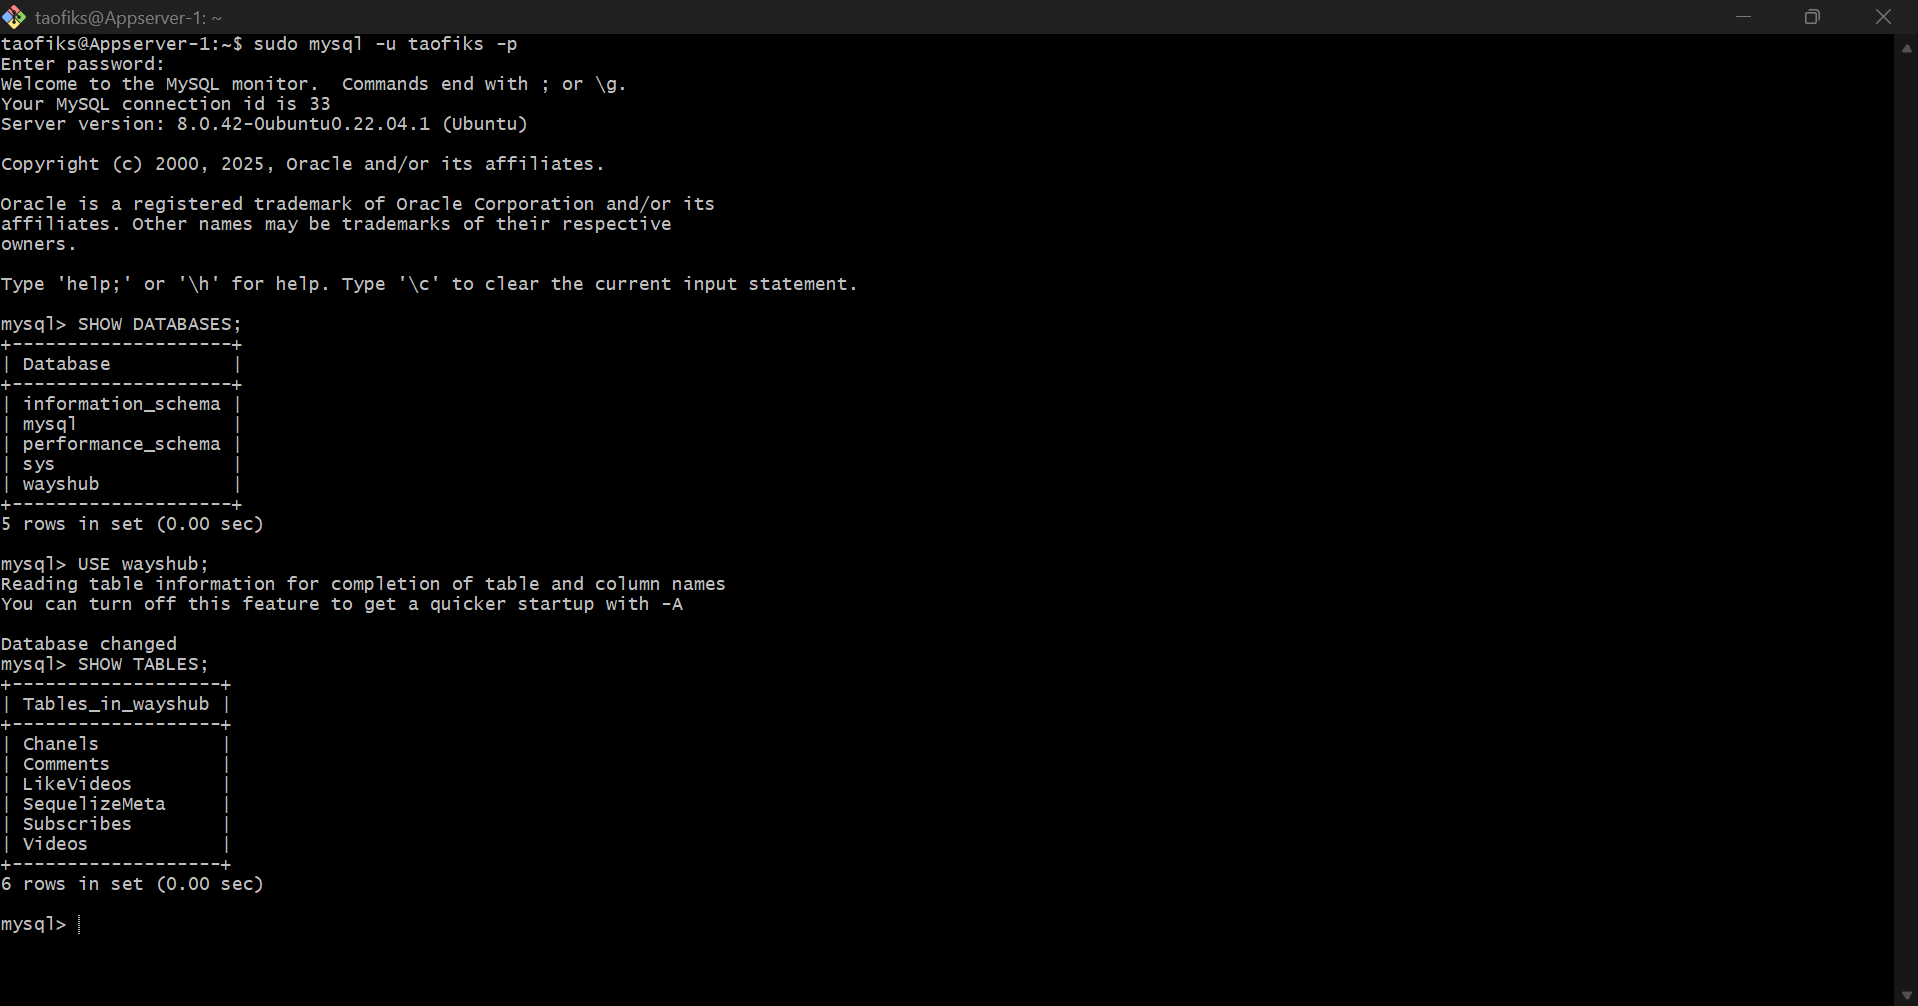 taofiks@Appserver-1: ~
taofiks@Appserver-1:~$ sudo mysql -u taofiks -p
Enter password:
Welcome to the MySQL monitor.  Commands end with ; or \g.
Your MySQL connection id is 33
Server version: 8.0.42-0ubuntu0.22.04.1 (Ubuntu)

Copyright (c) 2000, 2025, Oracle and/or its affiliates.

Oracle is a registered trademark of Oracle Corporation and/or its
affiliates. Other names may be trademarks of their respective
owners.

Type 'help;' or '\h' for help. Type '\c' to clear the current input statement.

mysql> SHOW DATABASES;
+--------------------+
| Database           |
+--------------------+
| information_schema |
| mysql              |
| performance_schema |
| sys                |
| wayshub            |
+--------------------+
5 rows in set (0.00 sec)

mysql> USE wayshub;
Reading table information for completion of table and column names
You can turn off this feature to get a quicker startup with -A

Database changed
mysql> SHOW TABLES;
+-------------------+
| Tables_in_wayshub |
+-------------------+
| Chanels           |
| Comments          |
| LikeVideos        |
| SequelizeMeta     |
| Subscribes        |
| Videos            |
+-------------------+
6 rows in set (0.00 sec)

mysql>